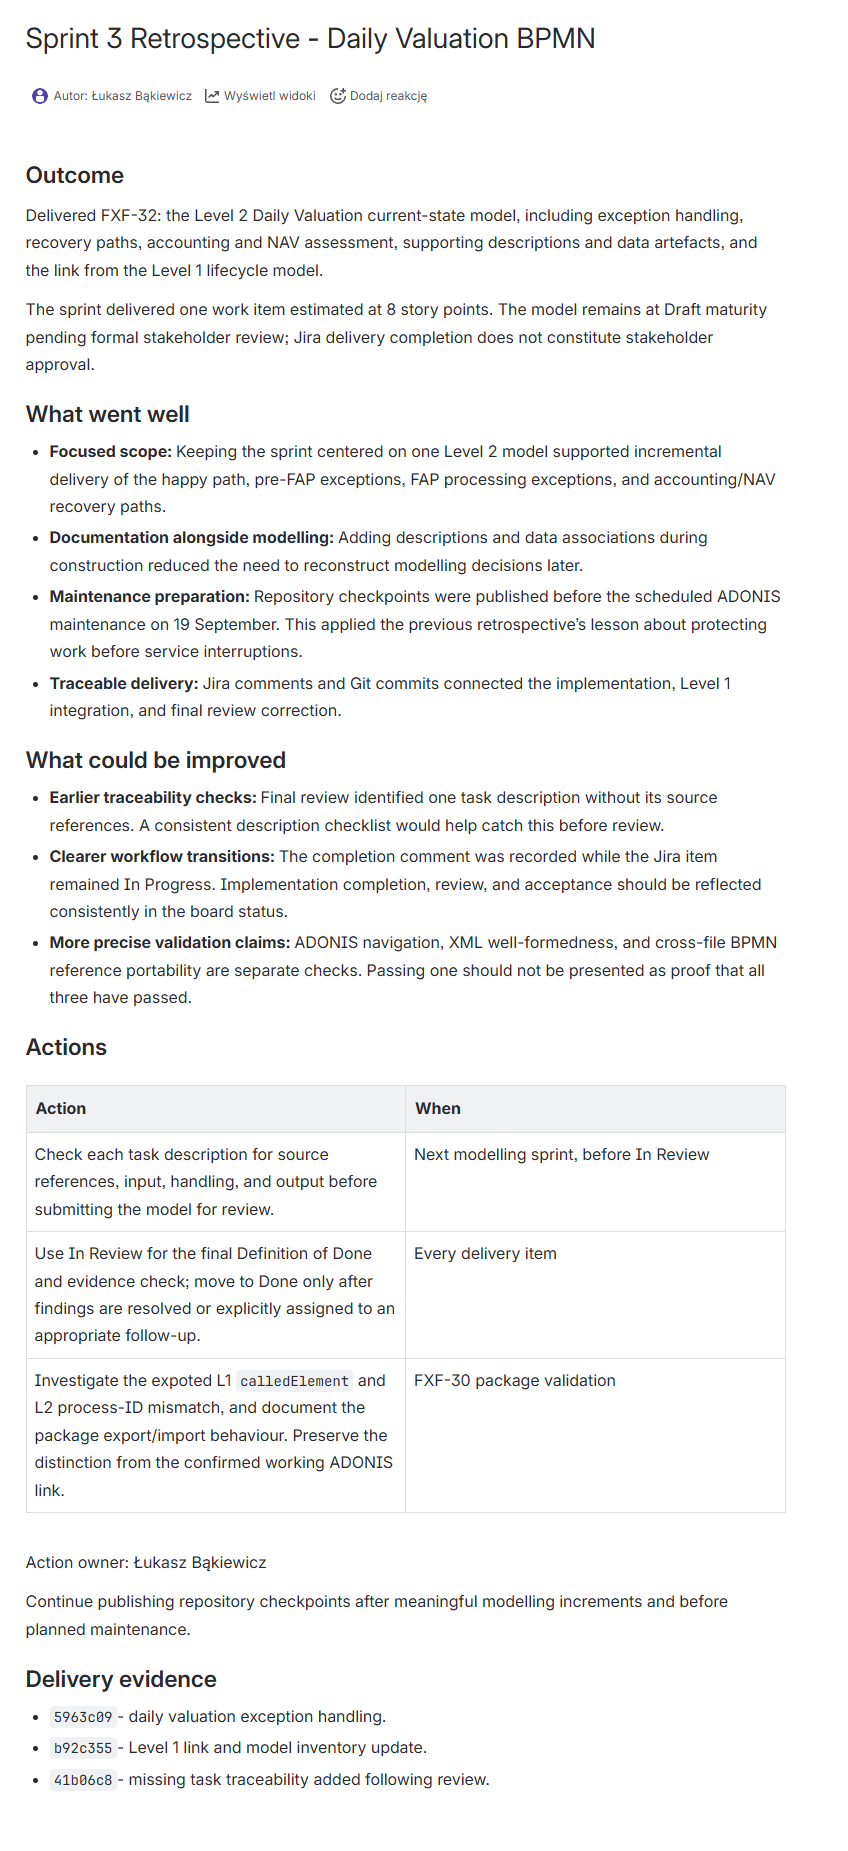 Sprint 3 Retrospective - Daily Valuation BPMN
Autor: Łukasz Bąkiewicz Wyświetl widoki Dodaj reakcję
Outcome
Delivered FXF-32: the Level 2 Daily Valuation current-state model, including exception handling,
recovery paths, accounting and NAV assessment, supporting descriptions and data artefacts, and
the link from the Level 1 lifecycle model.
The sprint delivered one work item estimated at 8 story points. The model remains at Draft maturity
pending formal stakeholder review; Jira delivery completion does not constitute stakeholder
approval.
What went well
• Focused scope: Keeping the sprint centered on one Level 2 model supported incremental
delivery of the happy path, pre-FAP exceptions, FAP processing exceptions, and accounting/NAV
recovery paths.
• Documentation alongside modelling: Adding descriptions and data associations during
construction reduced the need to reconstruct modelling decisions later.
• Maintenance preparation: Repository checkpoints were published before the scheduled ADONIS
maintenance on 19 September. This applied the previous retrospective’s lesson about protecting
work before service interruptions.
• Traceable delivery: Jira comments and Git commits connected the implementation, Level 1
integration, and final review correction.
What could be improved
• Earlier traceability checks: Final review identified one task description without its source
references. A consistent description checklist would help catch this before review.
• Clearer workflow transitions: The completion comment was recorded while the Jira item
remained In Progress. Implementation completion, review, and acceptance should be reflected
consistently in the board status.
• More precise validation claims: ADONIS navigation, XML well-formedness, and cross-file BPMN
reference portability are separate checks. Passing one should not be presented as proof that all
three have passed.
Actions
Action When
Check each task description for source
references, input, handling, and output before
submitting the model for review.
Next modelling sprint, before In Review
Use In Review for the final Definition of Done
and evidence check; move to Done only after
findings are resolved or explicitly assigned to an
appropriate follow-up.
Every delivery item
Investigate the expoted L1 calledElement and
L2 process-ID mismatch, and document the
package export/import behaviour. Preserve the
distinction from the confirmed working ADONIS
link.
FXF-30 package validation
Action owner: Łukasz Bąkiewicz
Continue publishing repository checkpoints after meaningful modelling increments and before
planned maintenance.
Delivery evidence
• 5963c09 - daily valuation exception handling.
• b92c355 - Level 1 link and model inventory update.
• 41b06c8 - missing task traceability added following review.